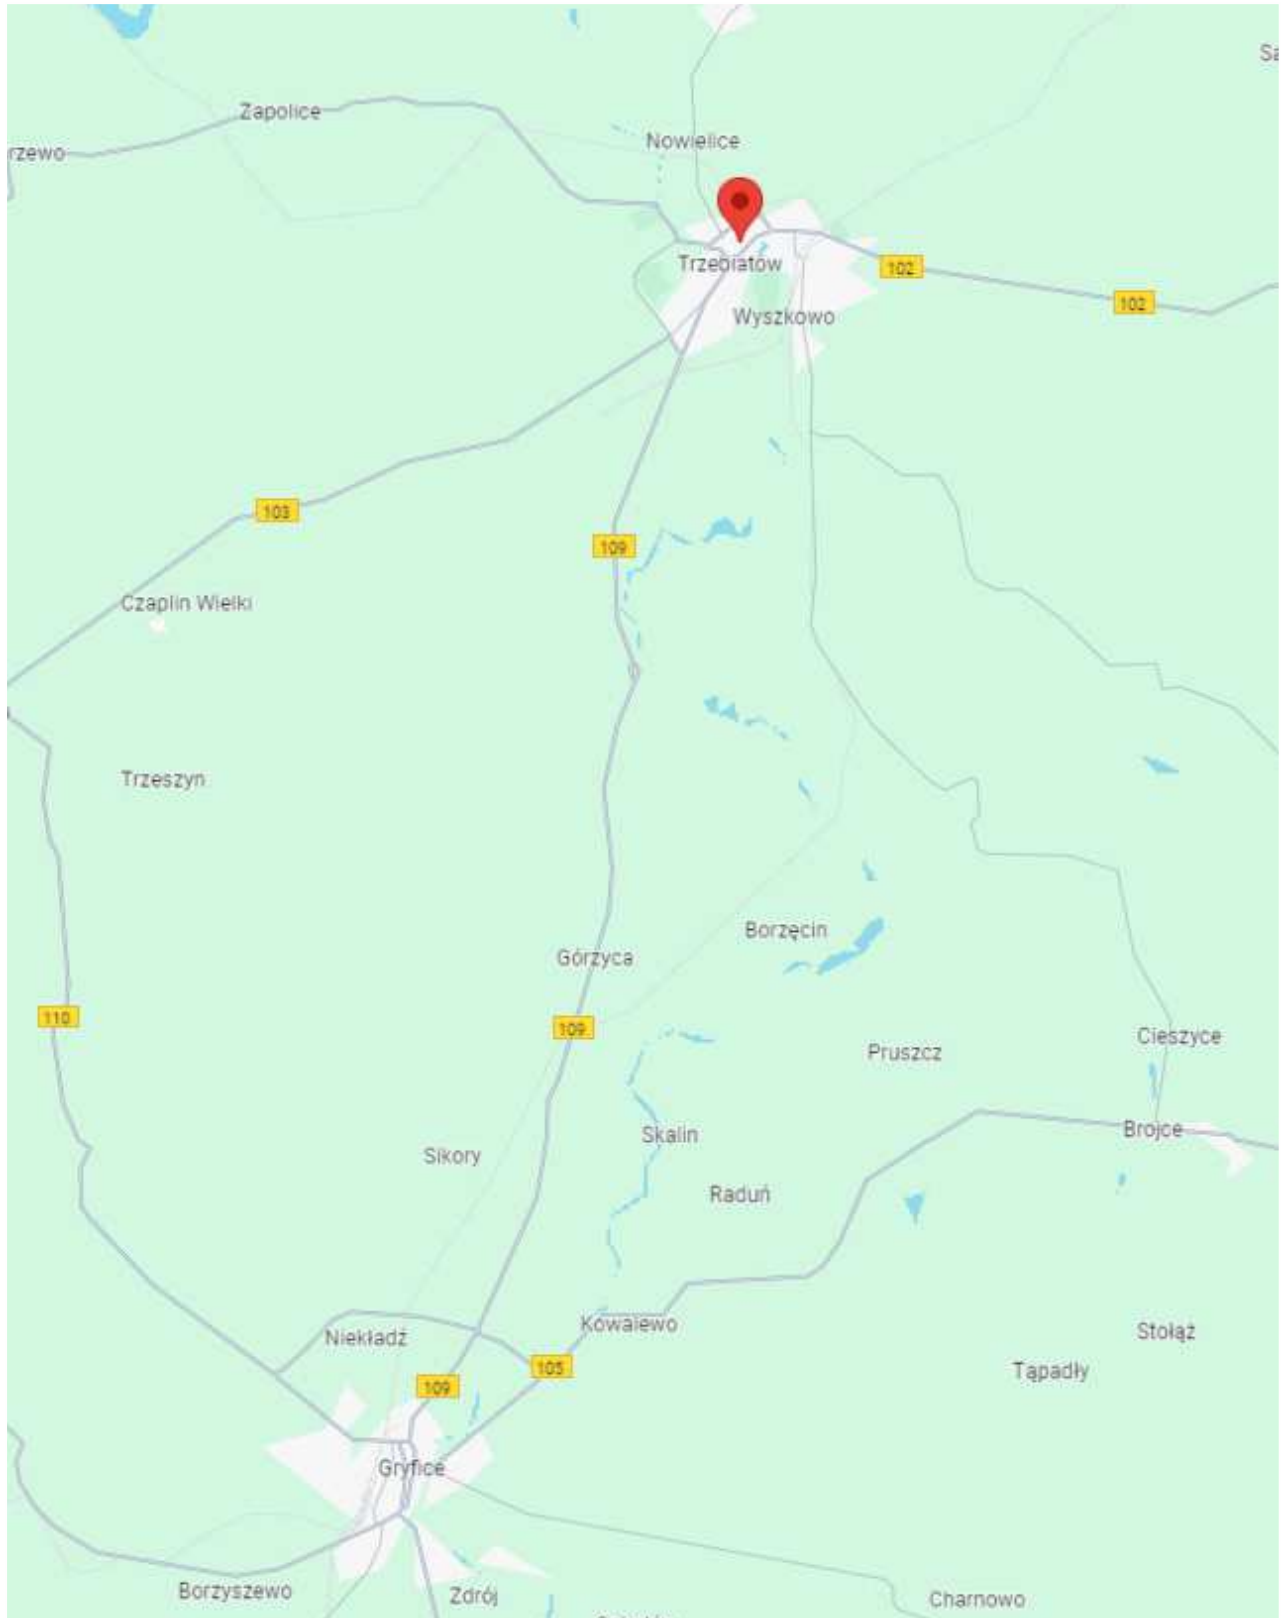 Zapolice
Nowielice
rzewo
Trzebiatów
102
102
Wyszkowo
103
109
Czaplin Wielki
Trzeszyn
Borzęcin
Górzyca
110
109
Cieszyce
Pruszcz
Brojce
Skalin
Sikory
Raduń
Kowalewo
Niekładź
Stołąż
105
Tąpadły
109
Gryfice
Borzyszewo
Zdrój
Charnowo